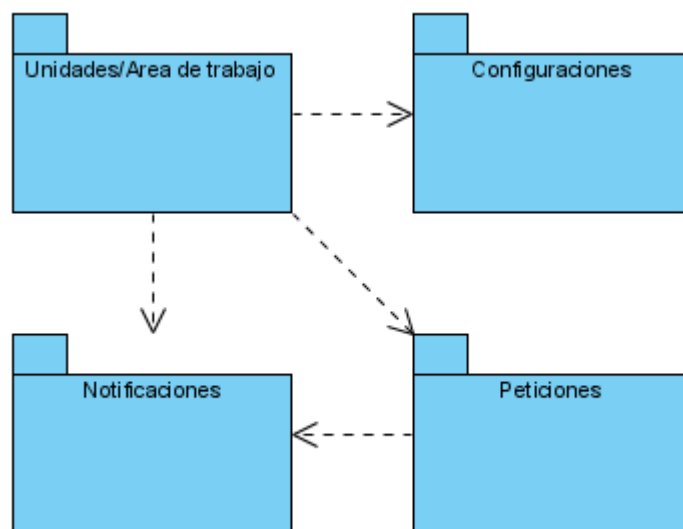 Unidades/Area de trabajo
Configuraciones
Notificaciones
Peticiones